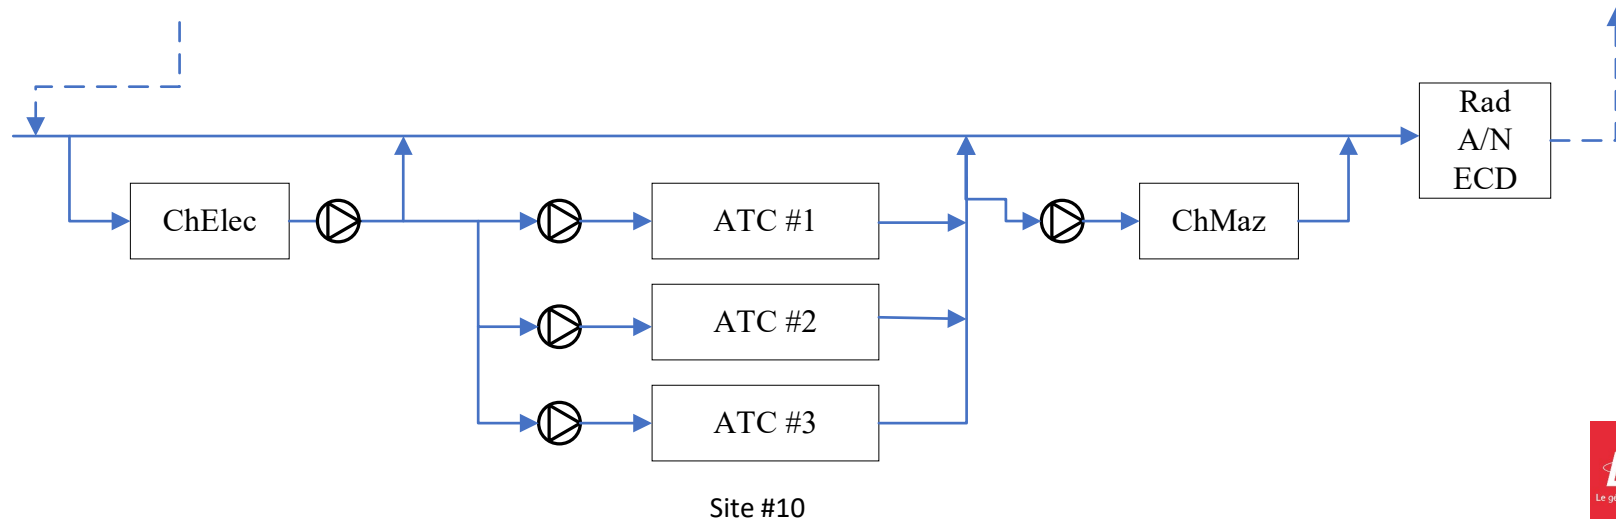 Rad
A/N
ECD
ChElec
ATC #1
ChMaz
ATC #2
ATC #3
Site #10